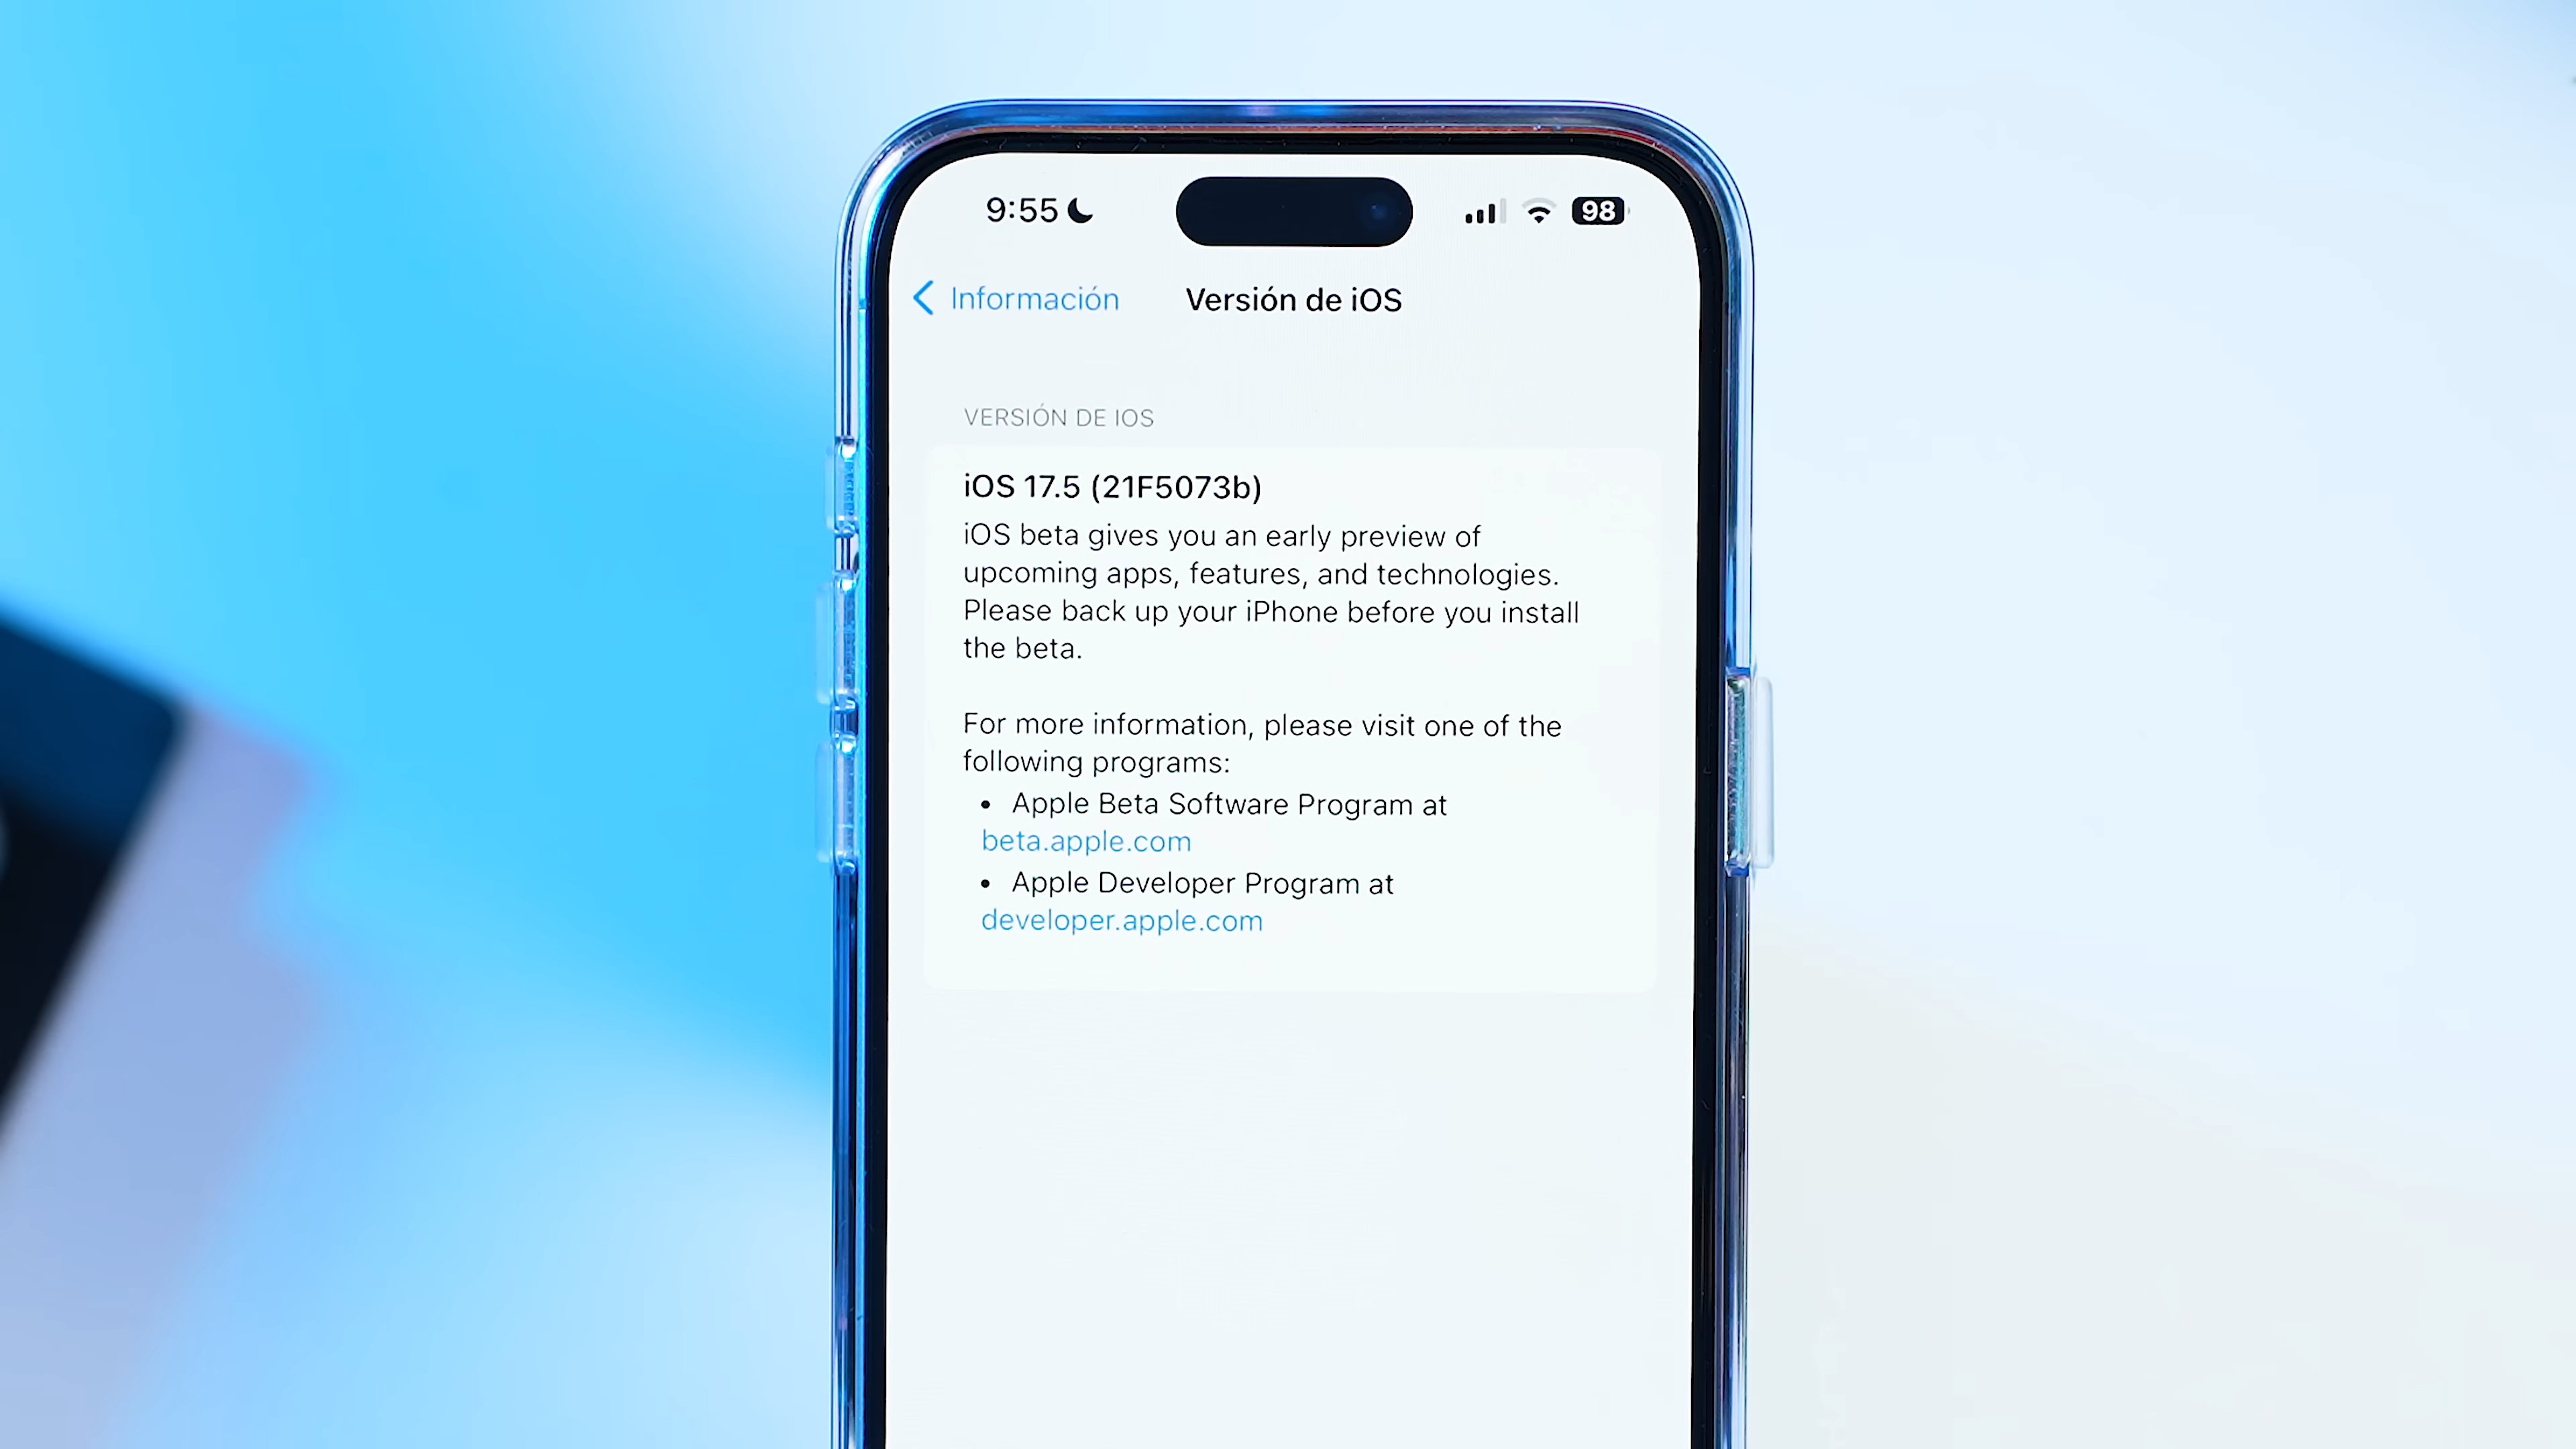 9:55
98
Información
Versión de iOS
VERSIÓN DE IOS
iOS 17.5 (21F5073b)
iOS beta gives you an early preview of
upcoming apps, features, and technologies.
Please back up your iPhone before you install
the beta.
For more information, please visit one of the
following programs:
• Apple Beta Software Program at
beta.apple.com
• Apple Developer Program at
developer.apple.com